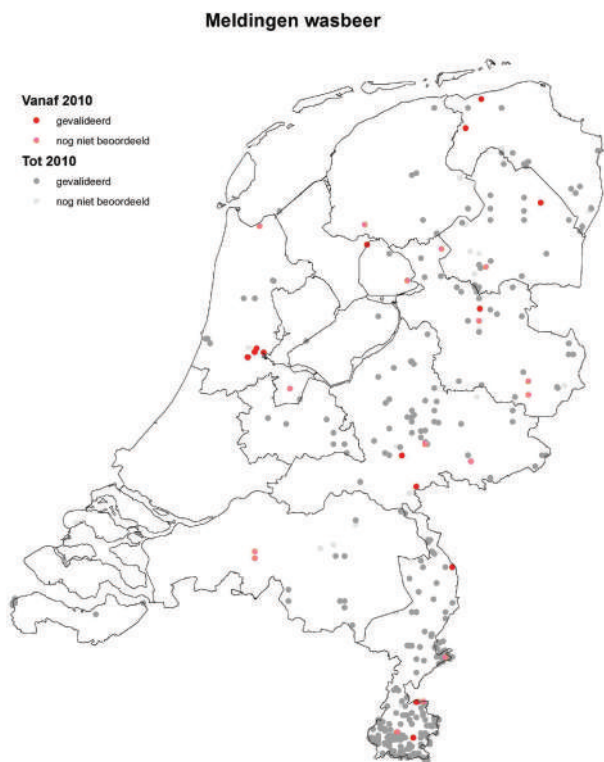 Meldingen wasbeer
Vanaf 2010
gevalideerd
nog niet beoordeeld
Tot 2010
gevalideerd
nog niet beoordeeld